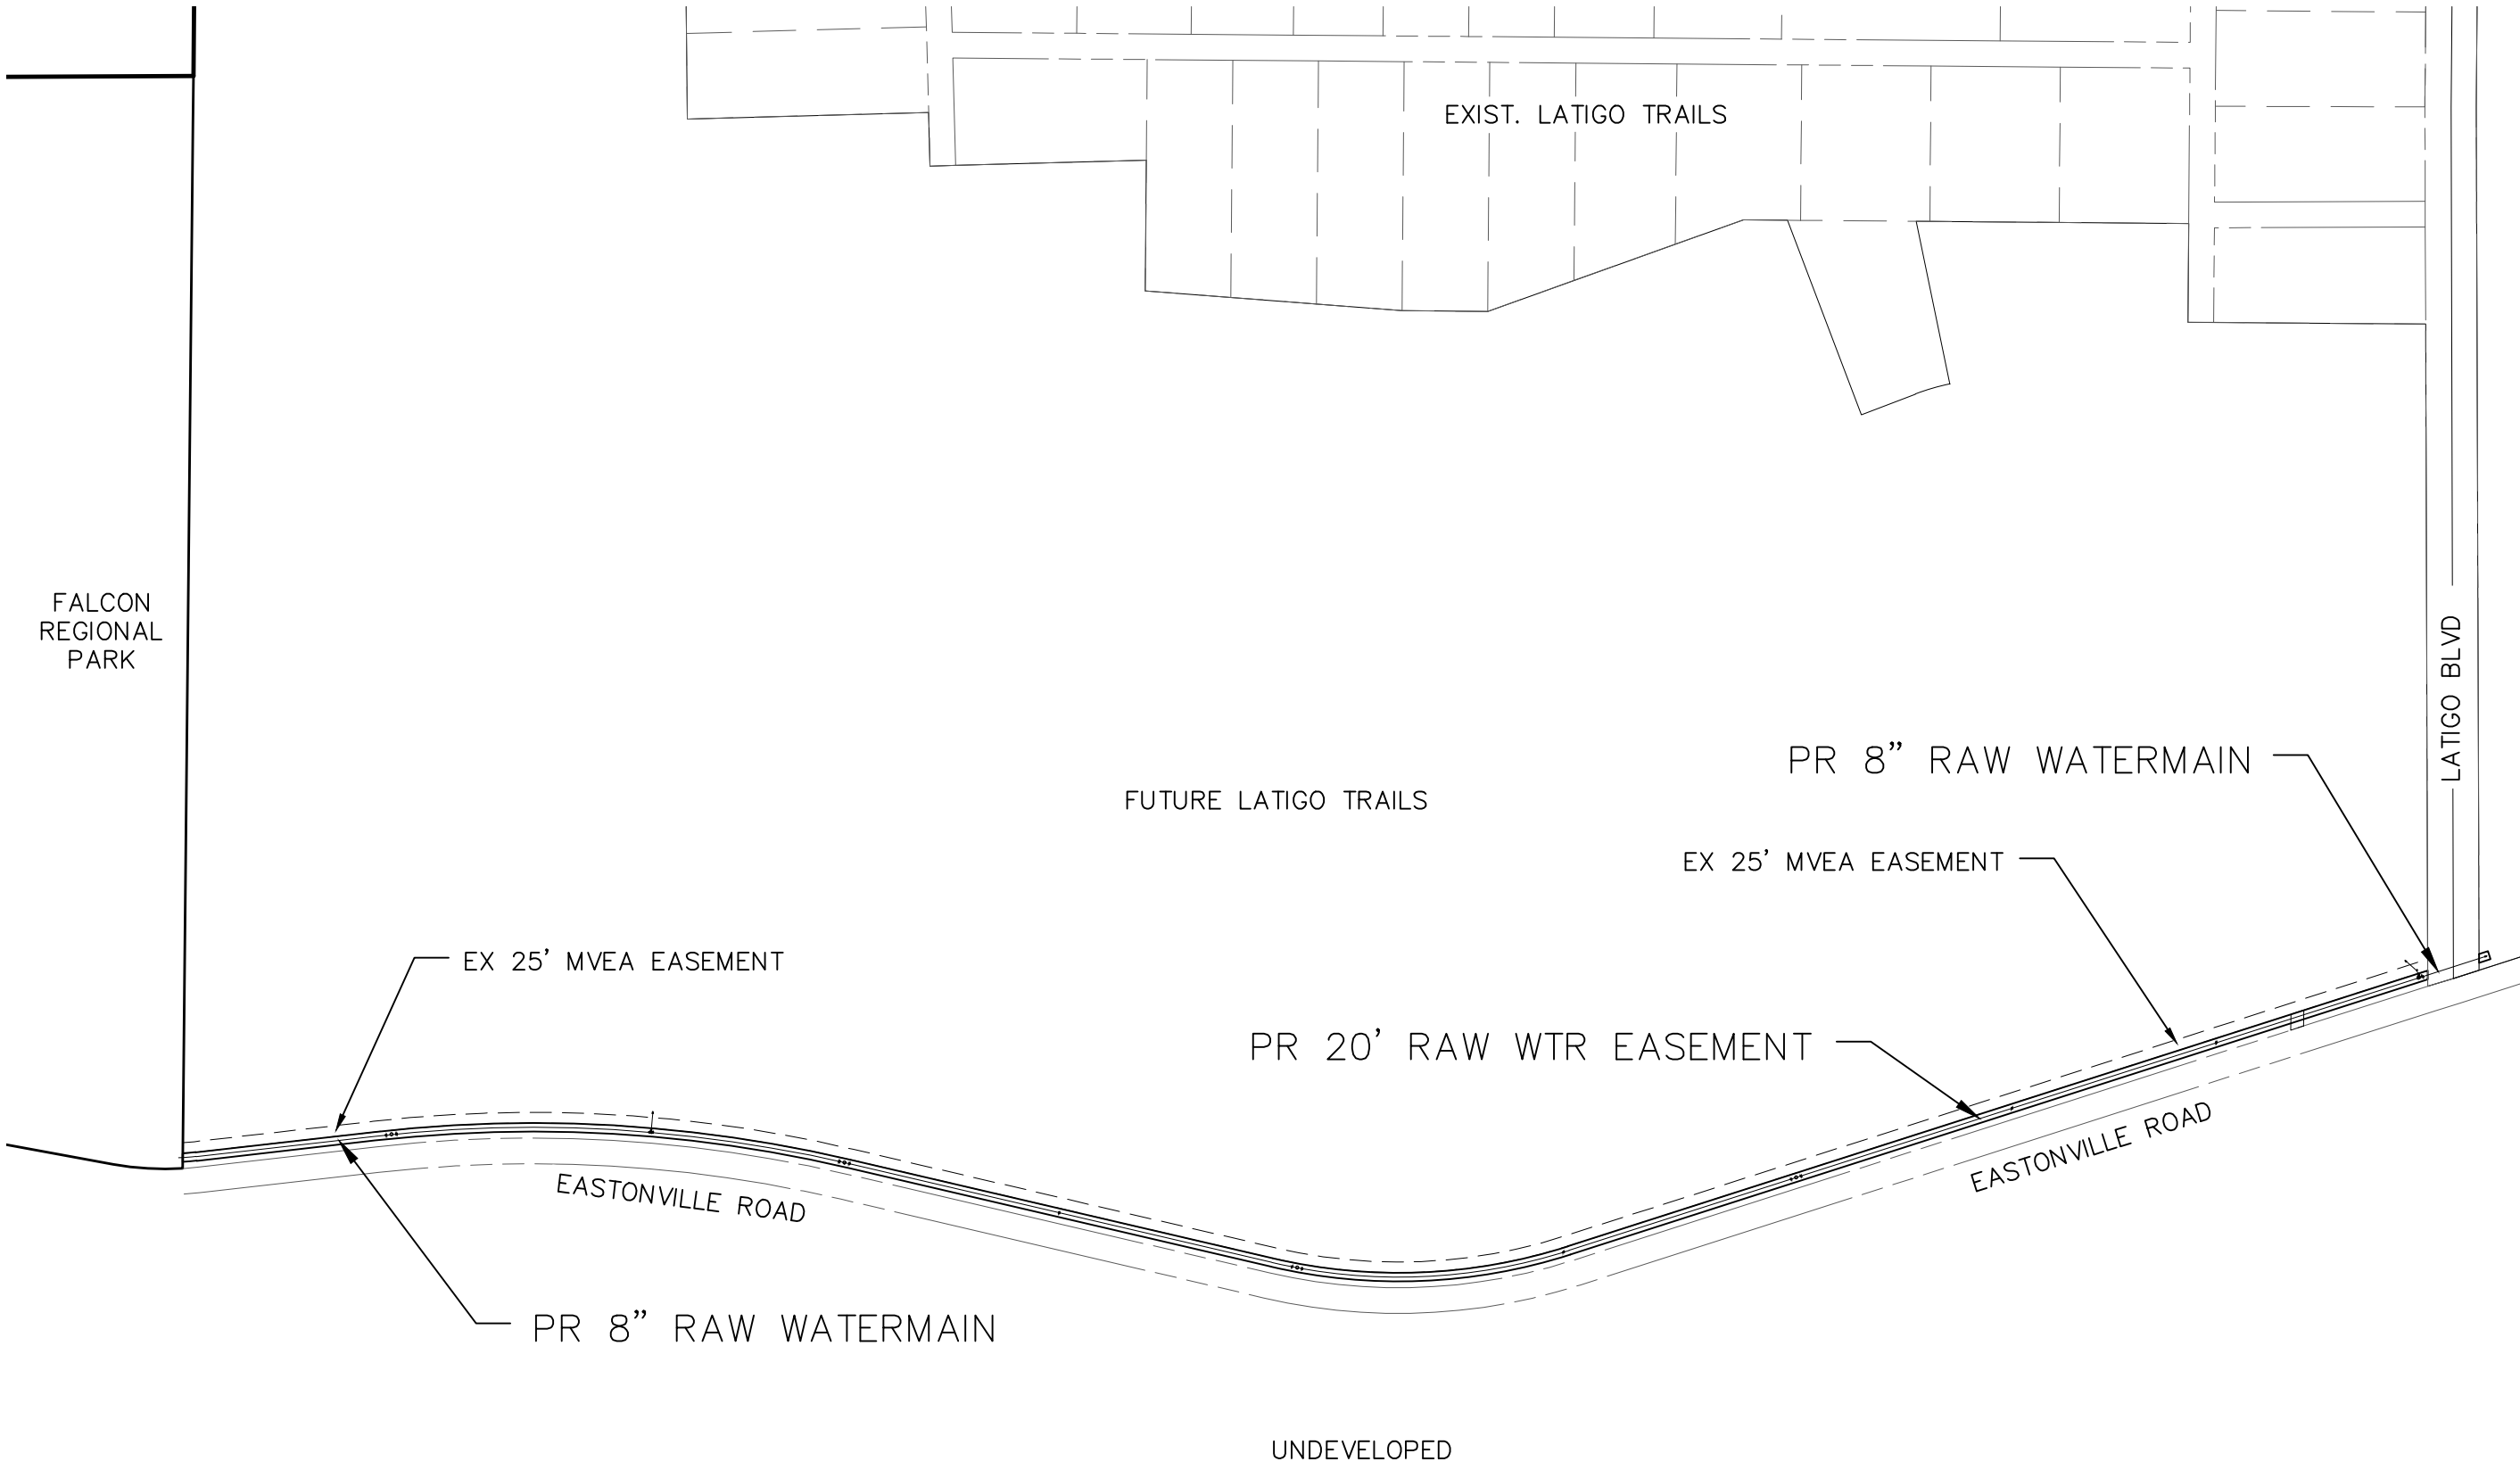 EXIST. LATIGO TRAILS
FALCON
REGIONAL
PARK
LATIGO BLVD
PR 8” RAW WATERMAIN
FUTURE LATIGO TRAILS
EX 25’ MVEA EASEMENT
EX 25’ MVEA EASEMENT
PR 20’ RAW WTR EASEMENT
EASTONVILLE ROAD
EASTONVILLE ROAD
PR 8” RAW WATERMAIN
UNDEVELOPED